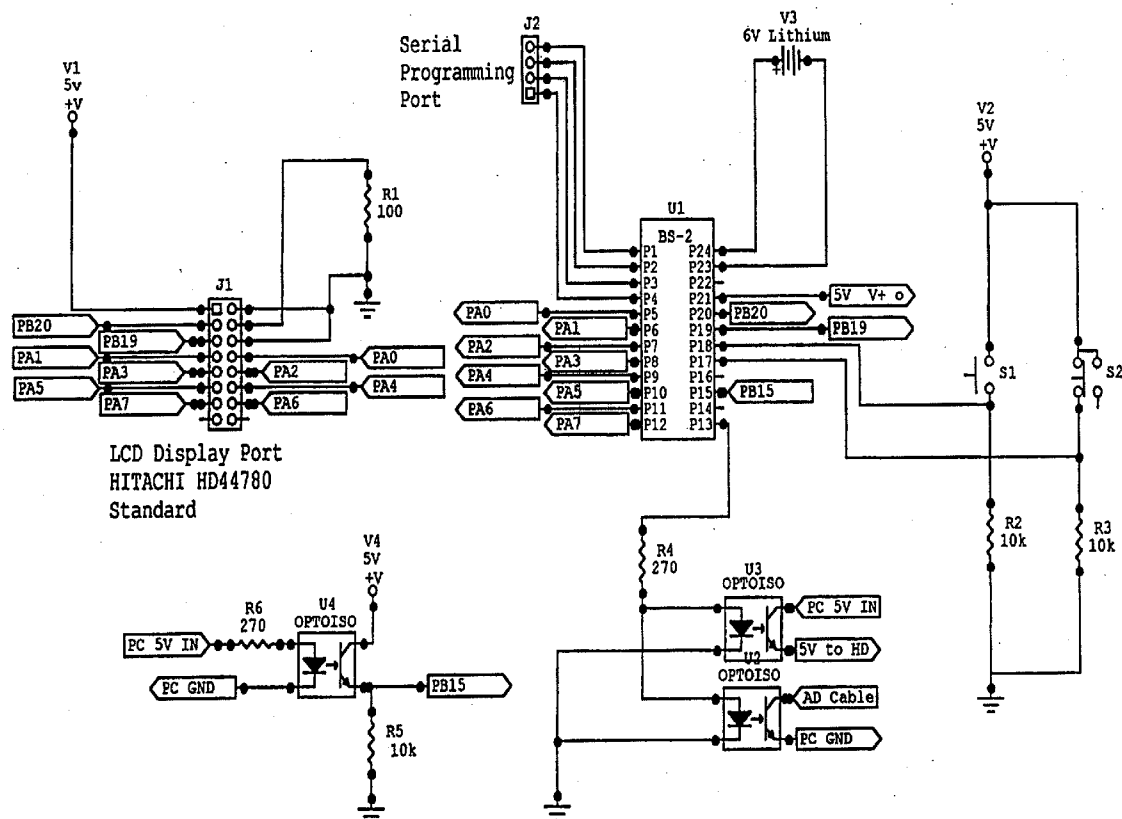 J2
V3
6V Lithium
Serial
Programming
Port
V1
5v
+V
V2
5V
+V
R1
100
U1
BS-2
P1 P24
P2 P23
P3 P22
P4 P21
P5 P20
P6 P19
P7 P18
P8 P17
P9 P16
P10 P15
P11 P14
P12 P13
5V V+
PB20
PB19
PB15
PA0
PA1
PA2
PA3
PA4
PA5
PA6
PA7
J1
PB20
PB19
PA1
PA0
PA3
PA2
PA5
PA4
PA7
PA6
S1
S2
LCD Display Port
HITACHI HD44780
Standard
R2
10k
R3
10k
R4
270
V4
5V
+V
U3
OPTOISO
PC 5V IN
5V to HD
U2
OPTOISO
AD Cable
PC GND
R6
270
U4
OPTOISO
PC 5V IN
PC GND
PB15
R5
10k